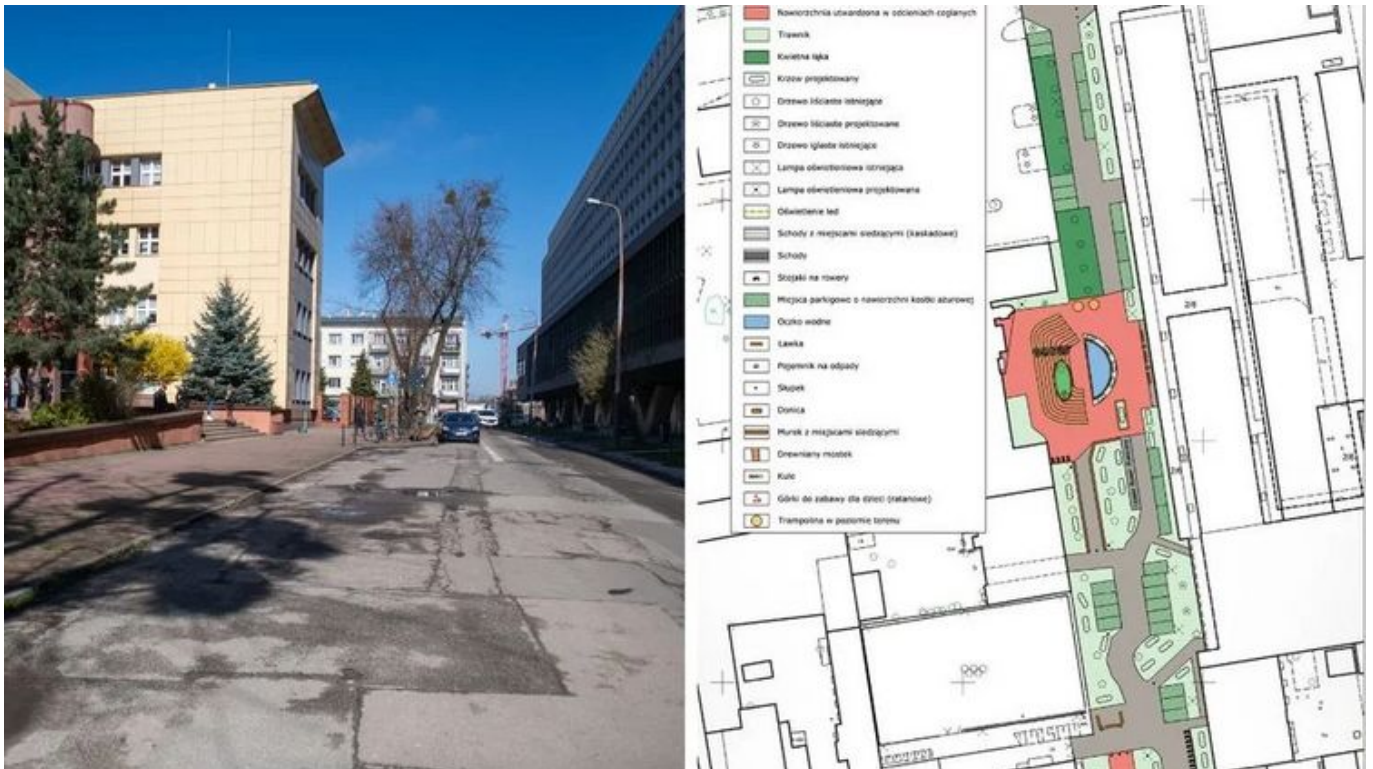 Nawierzchnia utwardzona w odcieniach ceglanych
Trawnik
Kwietna łąka
Krzew projektowany
Drzewo liściaste istniejące
Drzewo liściaste projektowane
Drzewo iglaste istniejące
Lampa oświetleniowa istniejąca
Lampa oświetleniowa projektowana
Oświetlenie led
Schody z miejscami siedzącymi (kaskadowe)
Schody
Stojaki na rowery
Miejsca parkingowe o nawierzchni kostki ażurowej
Oczko wodne
Ławka
Pojemnik na odpady
Słupek
Donica
Murek z miejscami siedzącymi
Drewniany mostek
Kule
Górki do zabawy dla dzieci (ratanowe)
Trampolina w poziomie terenu